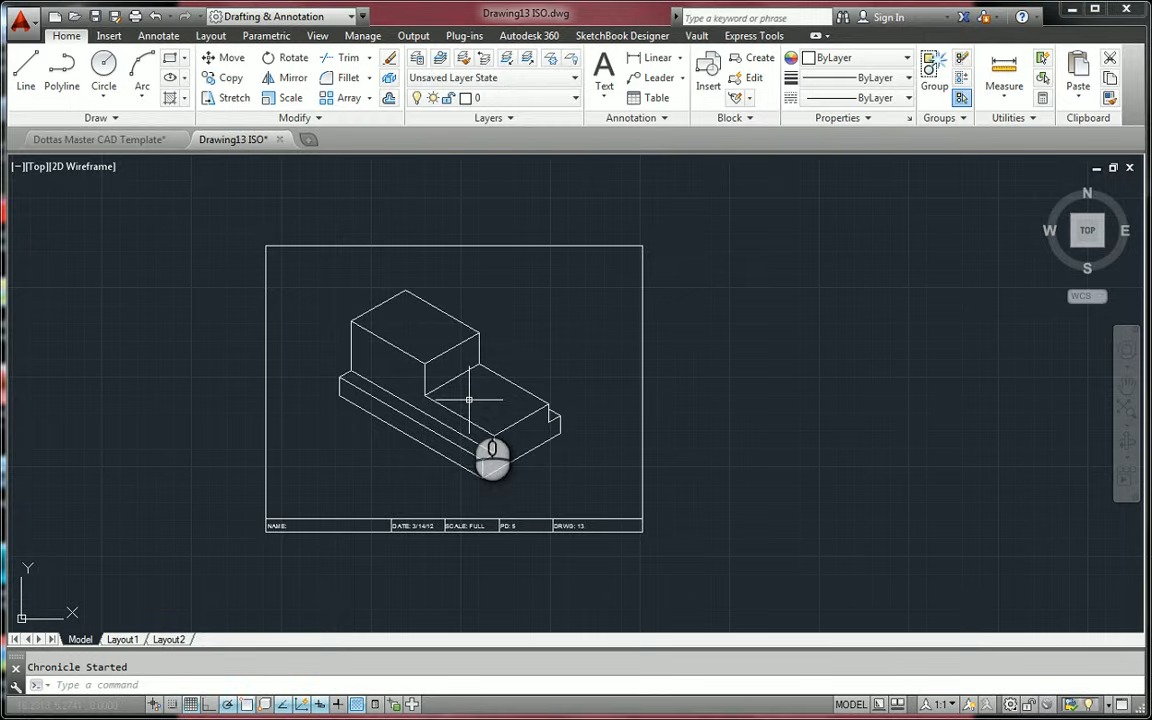 Drafting & Annotation
Drawing13 ISO.dwg
Type a keyword or phrase
Sign In
Home Insert Annotate Layout Parametric View Manage Output Plug-ins Autodesk 360 SketchBook Designer Vault Express Tools
Line Polyline Circle Arc
Move Rotate Trim
Copy Mirror Fillet
Stretch Scale Array
Unsaved Layer State
0
Text
Linear
Leader
Table
Insert
Create
Edit
ByLayer
ByLayer
ByLayer
Group
Measure
Paste
Draw Modify Layers Annotation Block Properties Groups Utilities Clipboard
Dottas Master CAD Template* Drawing13 ISO*
[−][Top][2D Wireframe]
N
W TOP E
S
WCS
NAME: DATE: 3/14/12 SCALE: FULL PD: 5 DRWG: 13
Y
X
Model Layout1 Layout2
Chronicle Started
Type a command
MODEL 1:1